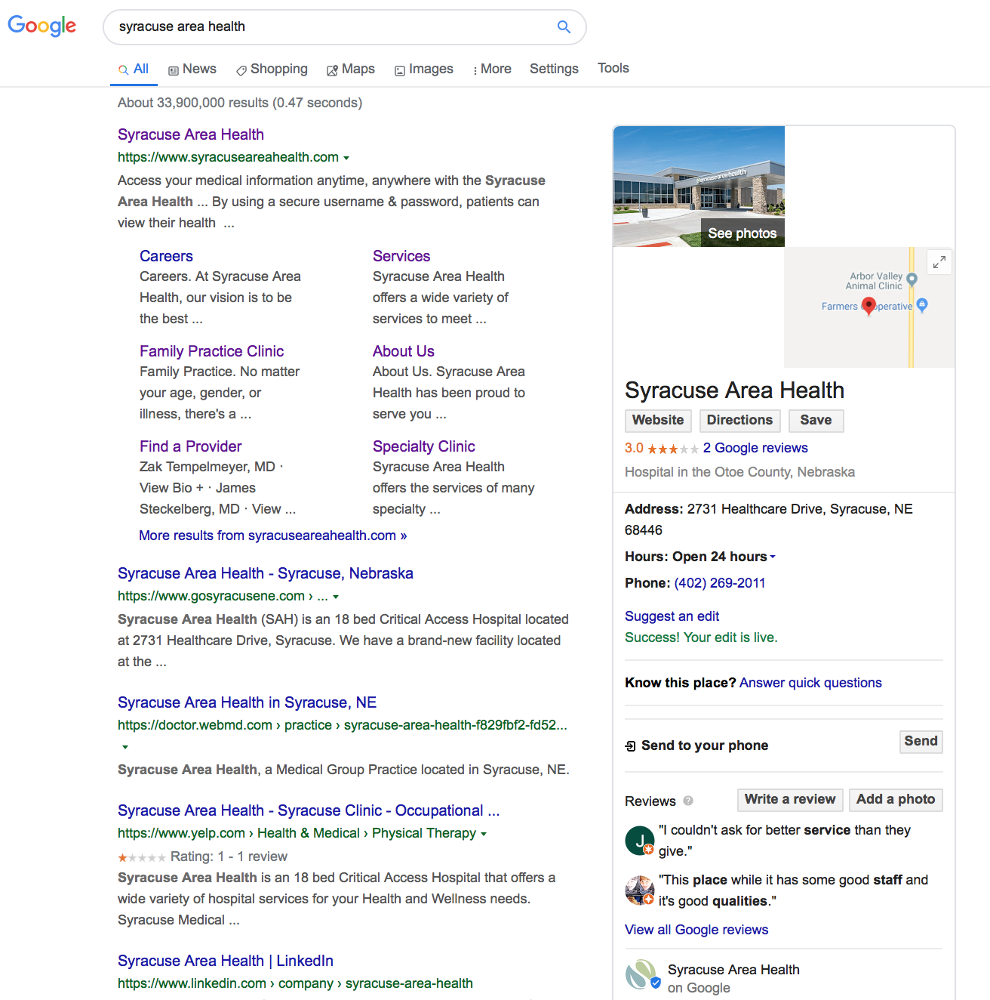 Google
syracuse area health
All News Shopping Maps Images More Settings Tools
About 33,900,000 results (0.47 seconds)
Syracuse Area Health
https://www.syracuseareahealth.com
Access your medical information anytime, anywhere with the Syracuse
Area Health ... By using a secure username & password, patients can
view their health ...
Careers
Careers. At Syracuse Area
Health, our vision is to be
the best ...
Services
Syracuse Area Health
offers a wide variety of
services to meet ...
Family Practice Clinic
Family Practice. No matter
your age, gender, or
illness, there's a ...
About Us
About Us. Syracuse Area
Health has been proud to
serve you ...
Find a Provider
Zak Tempelmeyer, MD ·
View Bio + · James
Steckelberg, MD · View ...
Specialty Clinic
Syracuse Area Health
offers the services of many
specialty ...
More results from syracuseareahealth.com »
Syracuse Area Health - Syracuse, Nebraska
https://www.gosyracusene.com › ...
Syracuse Area Health (SAH) is an 18 bed Critical Access Hospital located
at 2731 Healthcare Drive, Syracuse. We have a brand-new facility located
at the ...
Syracuse Area Health in Syracuse, NE
https://doctor.webmd.com › practice › syracuse-area-health-f829fbf2-fd52...
Syracuse Area Health, a Medical Group Practice located in Syracuse, NE.
Syracuse Area Health - Syracuse Clinic - Occupational ...
https://www.yelp.com › Health & Medical › Physical Therapy
Rating: 1 - 1 review
Syracuse Area Health is an 18 bed Critical Access Hospital that offers a
wide variety of hospital services for your Health and Wellness needs.
Syracuse Medical ...
Syracuse Area Health | LinkedIn
https://www.linkedin.com › company › syracuse-area-health
syracuseareahealth
See photos
Arbor Valley
Animal Clinic
Farmers perative
Syracuse Area Health
Website Directions Save
3.0 2 Google reviews
Hospital in the Otoe County, Nebraska
Address: 2731 Healthcare Drive, Syracuse, NE
68446
Hours: Open 24 hours
Phone: (402) 269-2011
Suggest an edit
Success! Your edit is live.
Know this place? Answer quick questions
Send to your phone Send
Reviews ? Write a review Add a photo
J
"I couldn't ask for better service than they
give."
"This place while it has some good staff and
it's good qualities."
View all Google reviews
Syracuse Area Health
on Google